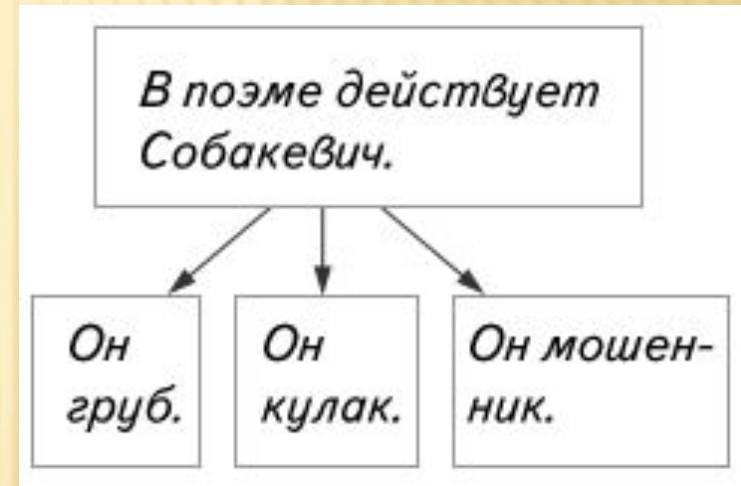 В поэме действует
Собакевич.
Он
груб.
Он
кулак.
Он мошен-
ник.